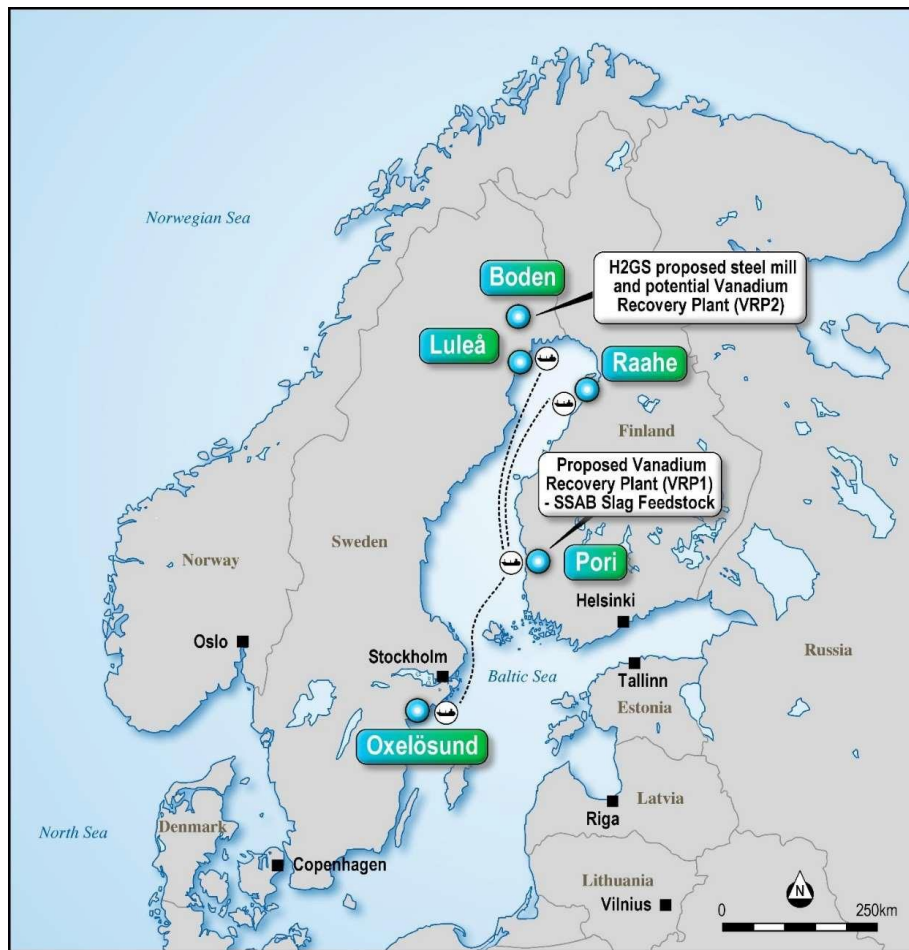 Norwegian Sea
H2GS proposed steel mill
and potential Vanadium
Recovery Plant (VRP2)
Boden
Luleå
Raahe
Finland
Proposed Vanadium
Recovery Plant (VRP1)
- SSAB Slag Feedstock
Sweden
Norway
Pori
Helsinki
Oslo
Stockholm
Baltic Sea
Tallinn
Russia
Estonia
Oxelösund
Latvia
Riga
North Sea
Denmark
Copenhagen
Lithuania
Vilnius
N
0 250km